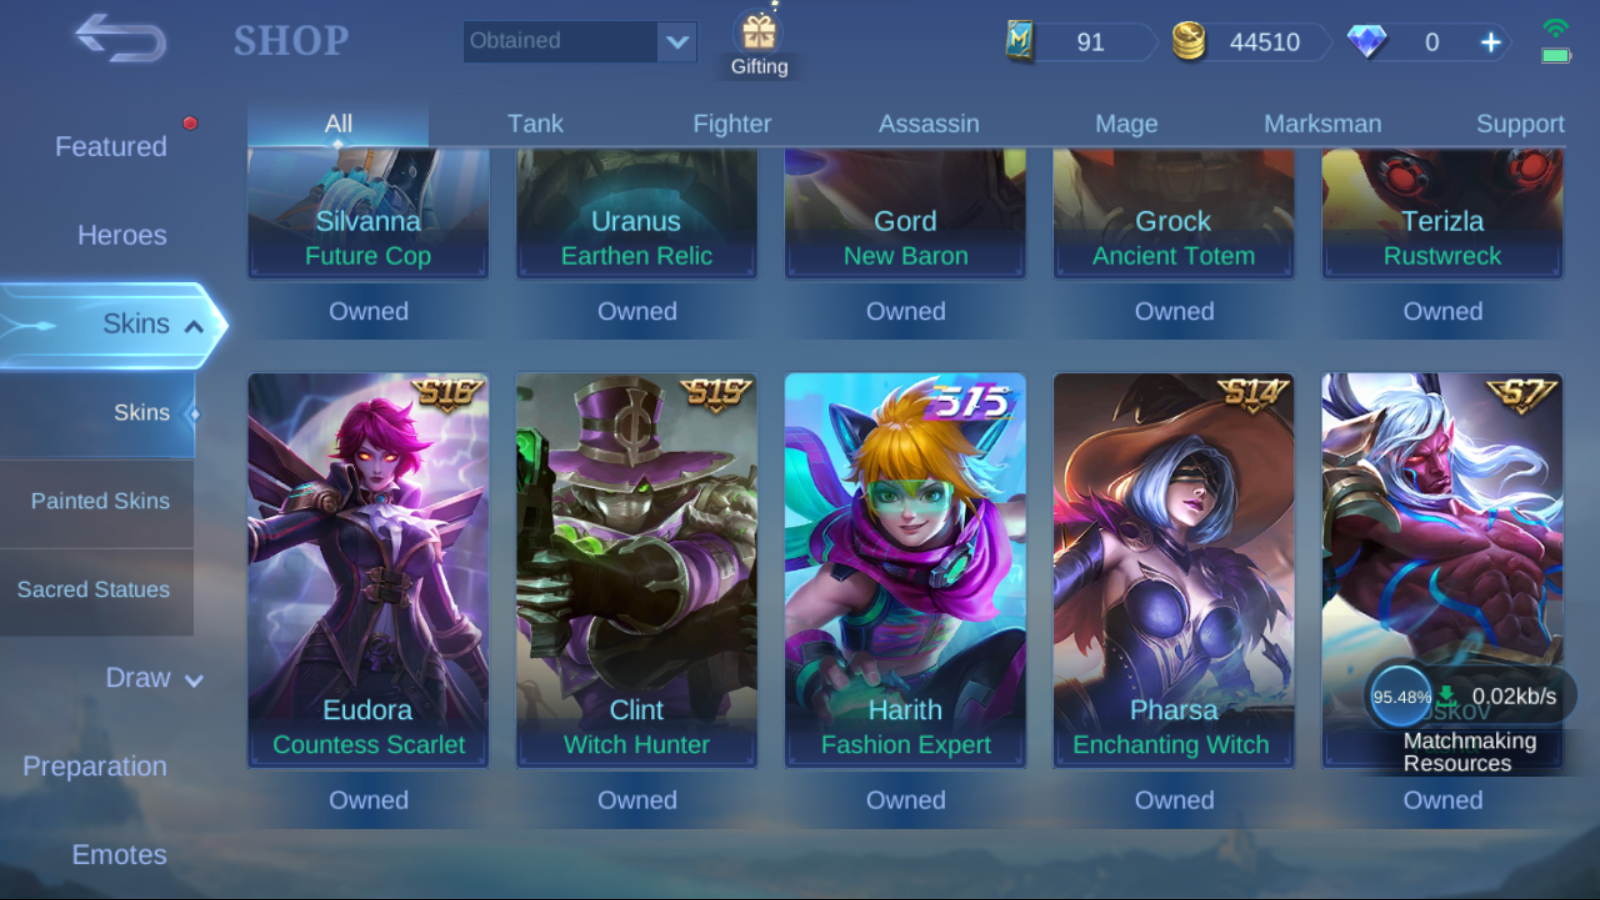 SHOP
Obtained
Gifting
91
44510
0
Featured
Heroes
Skins
Skins
Painted Skins
Sacred Statues
Draw
Preparation
Emotes
All
Tank
Fighter
Assassin
Mage
Marksman
Support
Silvanna
Future Cop
Owned
Uranus
Earthen Relic
Owned
Gord
New Baron
Owned
Grock
Ancient Totem
Owned
Terizla
Rustwreck
Owned
S16
Eudora
Countess Scarlet
Owned
S15
Clint
Witch Hunter
Owned
515
Harith
Fashion Expert
Owned
S14
Pharsa
Enchanting Witch
Owned
S7
95.48%
0.02kb/s
Matchmaking
Resources
Owned